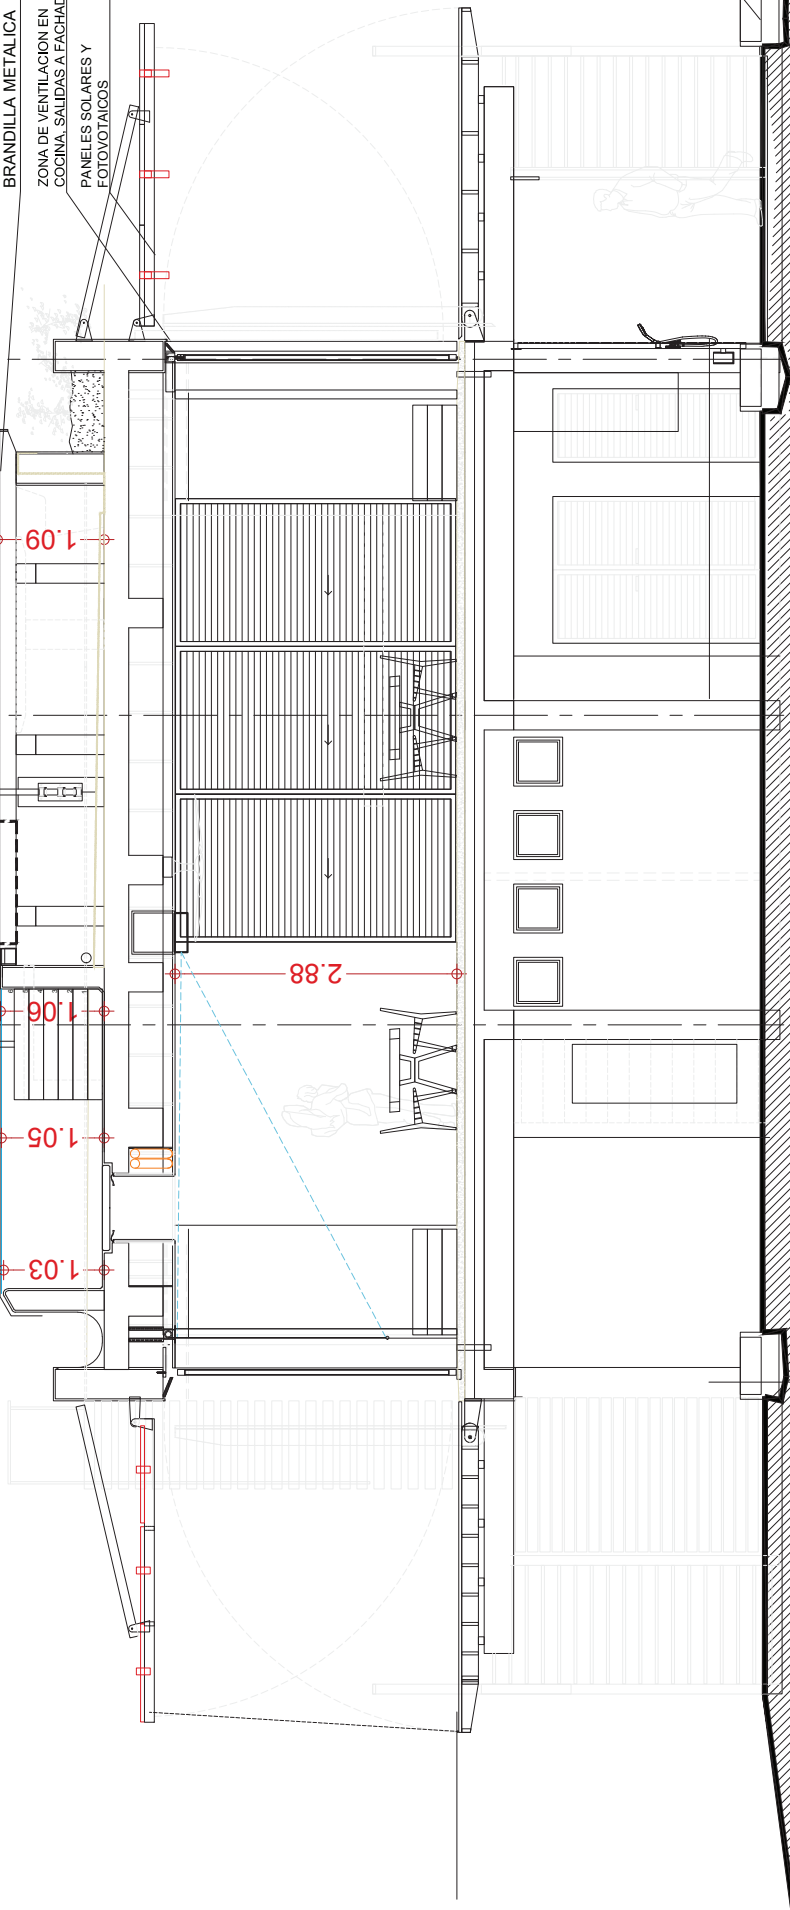 BRANDILLA METALICA
ZONA DE VENTILACION EN
COCINA, SALIDAS A FACHAD
PANELES SOLARES Y
FOTOVOTAICOS
1.09
1.06
1.05
1.03
2.88